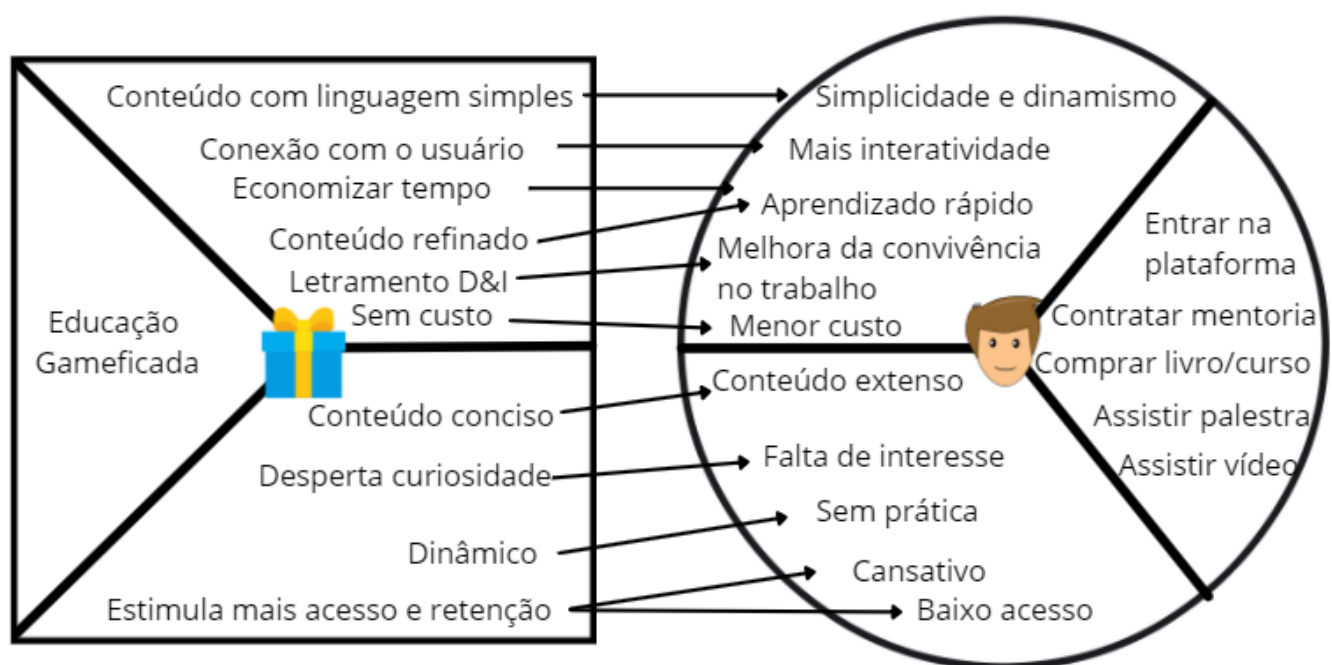 Conteúdo com linguagem simples
Conexão com o usuário
Economizar tempo
Conteúdo refinado
Letramento D&I
Sem custo
Educação
Gameficada
Conteúdo conciso
Desperta curiosidade
Dinâmico
Estimula mais acesso e retenção
Simplicidade e dinamismo
Mais interatividade
Aprendizado rápido
Melhora da convivência
no trabalho
Menor custo
Conteúdo extenso
Falta de interesse
Sem prática
Cansativo
Baixo acesso
Entrar na
plataforma
Contratar mentoria
Comprar livro/curso
Assistir palestra
Assistir vídeo